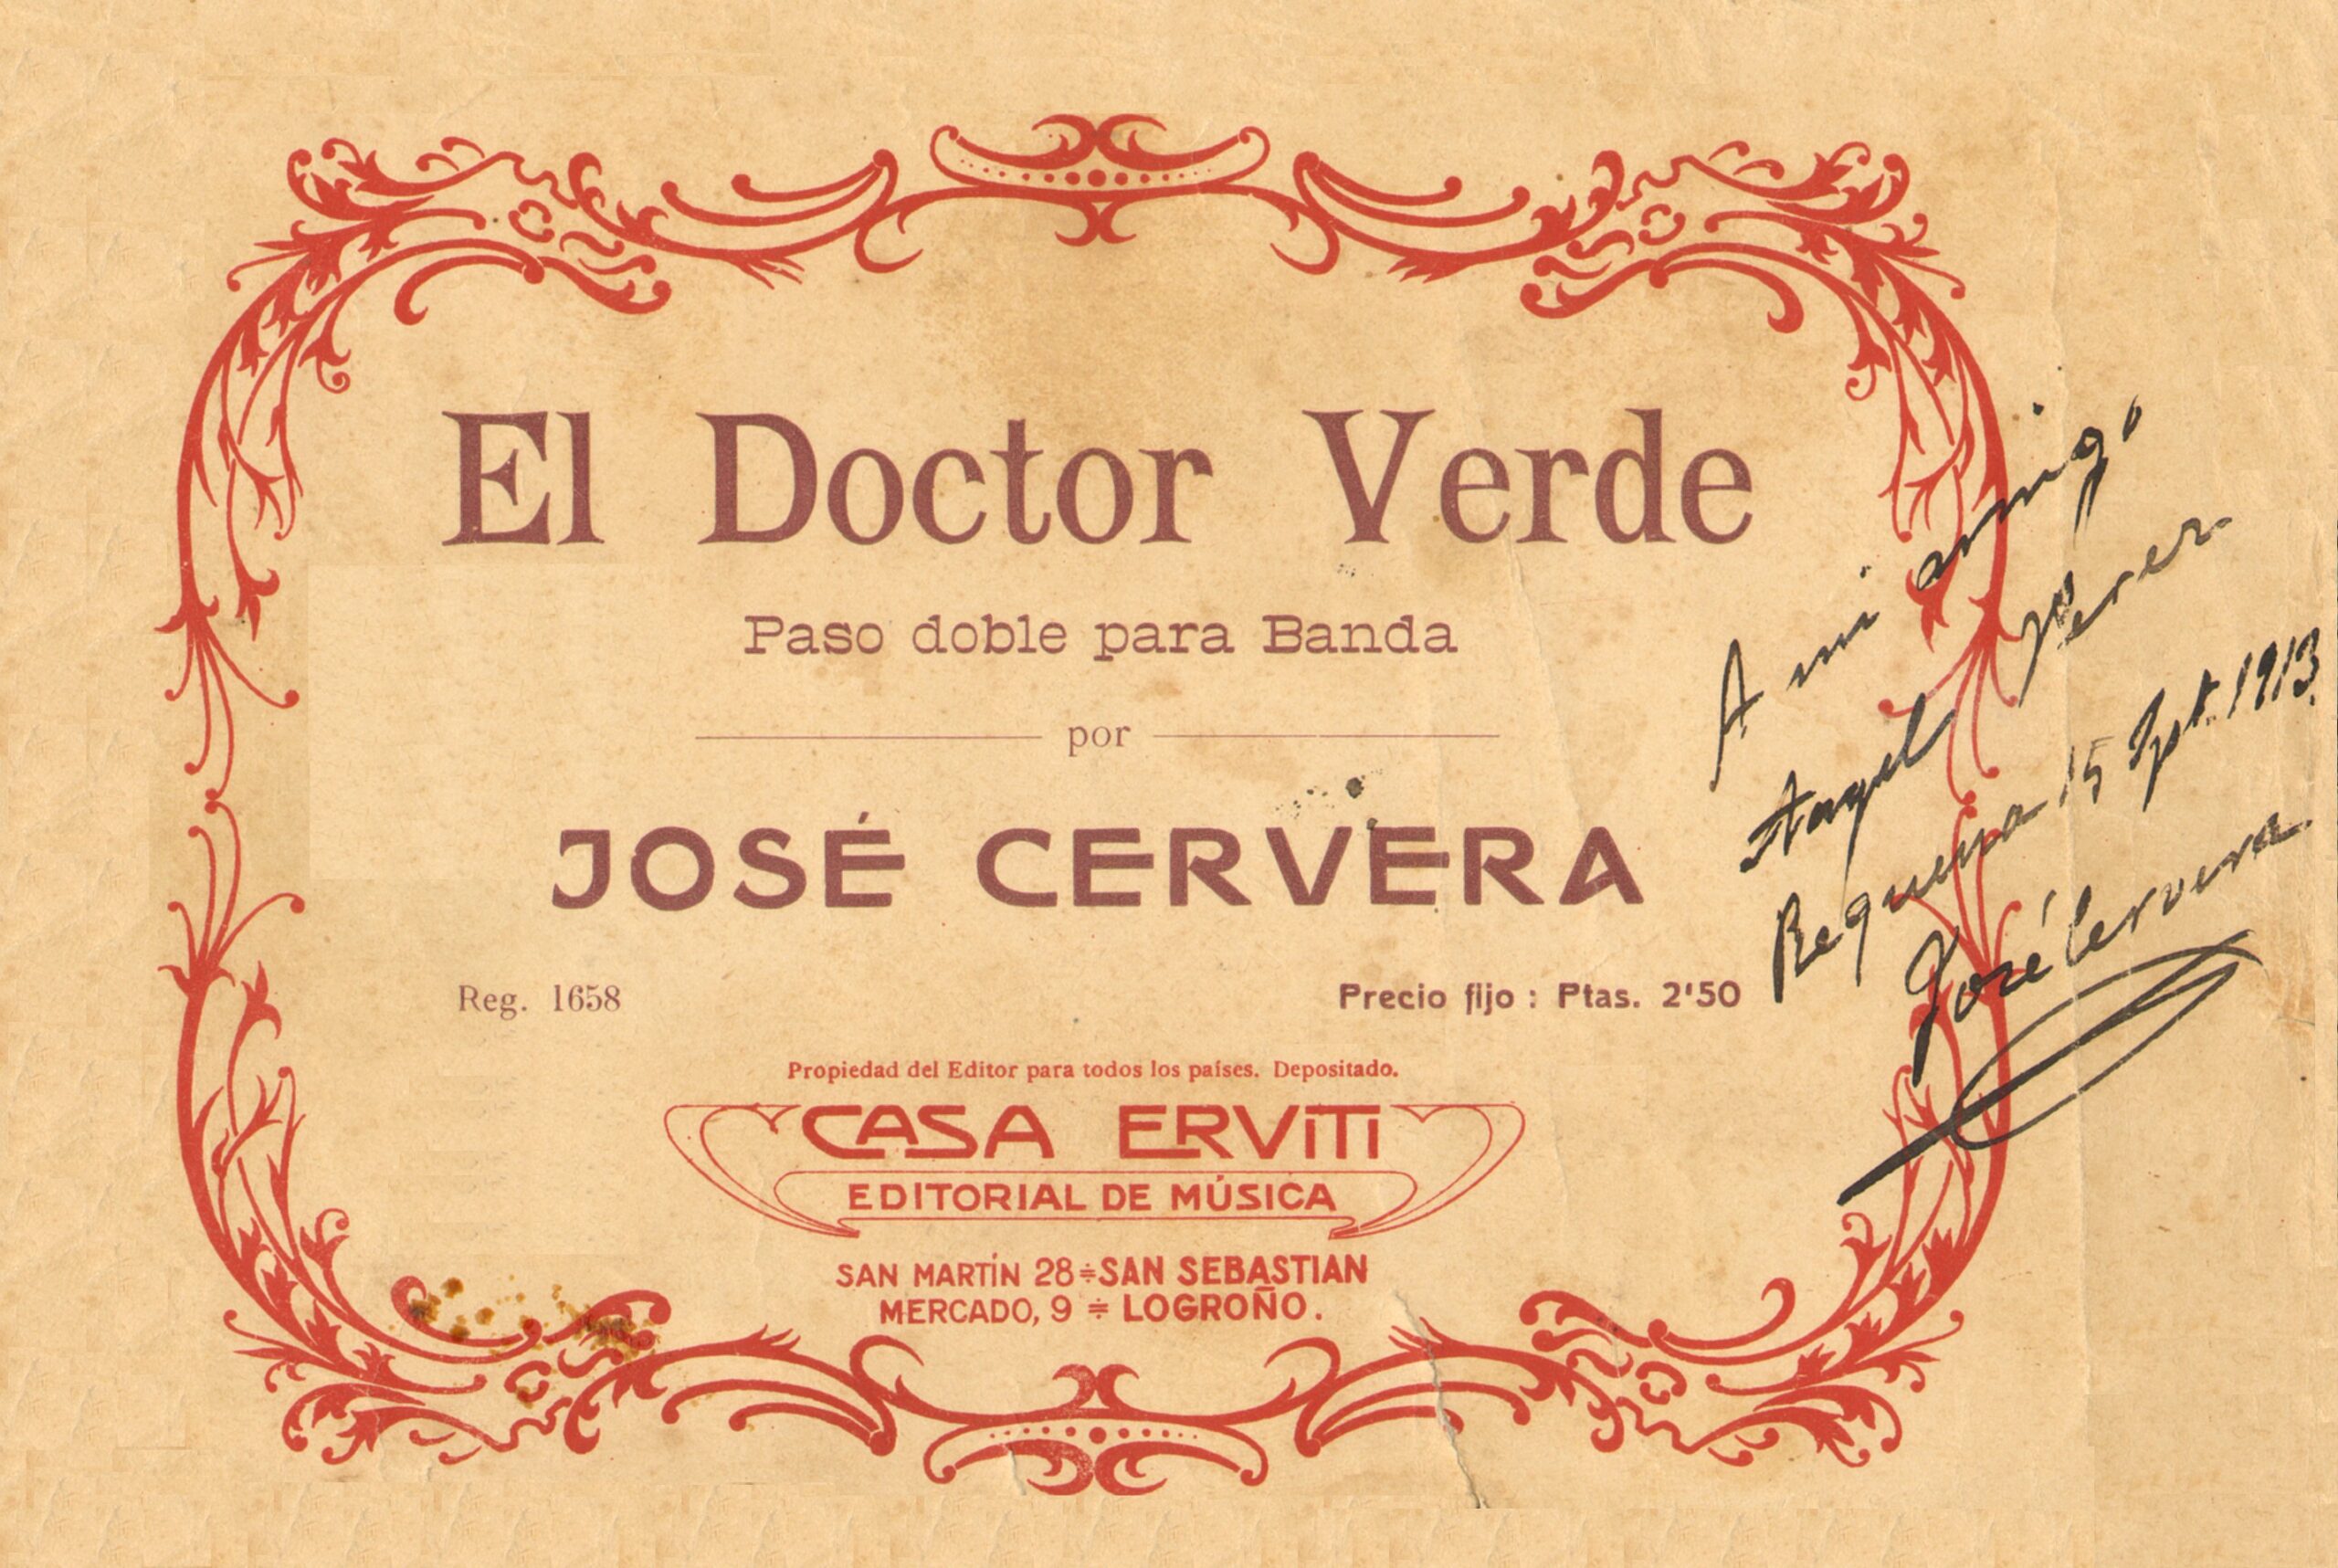 El Doctor Verde
Paso doble para Banda
por
JOSÉ CERVERA
Reg. 1658
Precio fijo : Ptas. 2'50
Propiedad del Editor para todos los países. Depositado.
CASA ERVITI
EDITORIAL DE MÚSICA
SAN MARTÍN 28÷SAN SEBASTIAN
MERCADO, 9 ÷ LOGROÑO.
A mi amigo
Angel
Requena 15 Spt. 1913
José Cervera